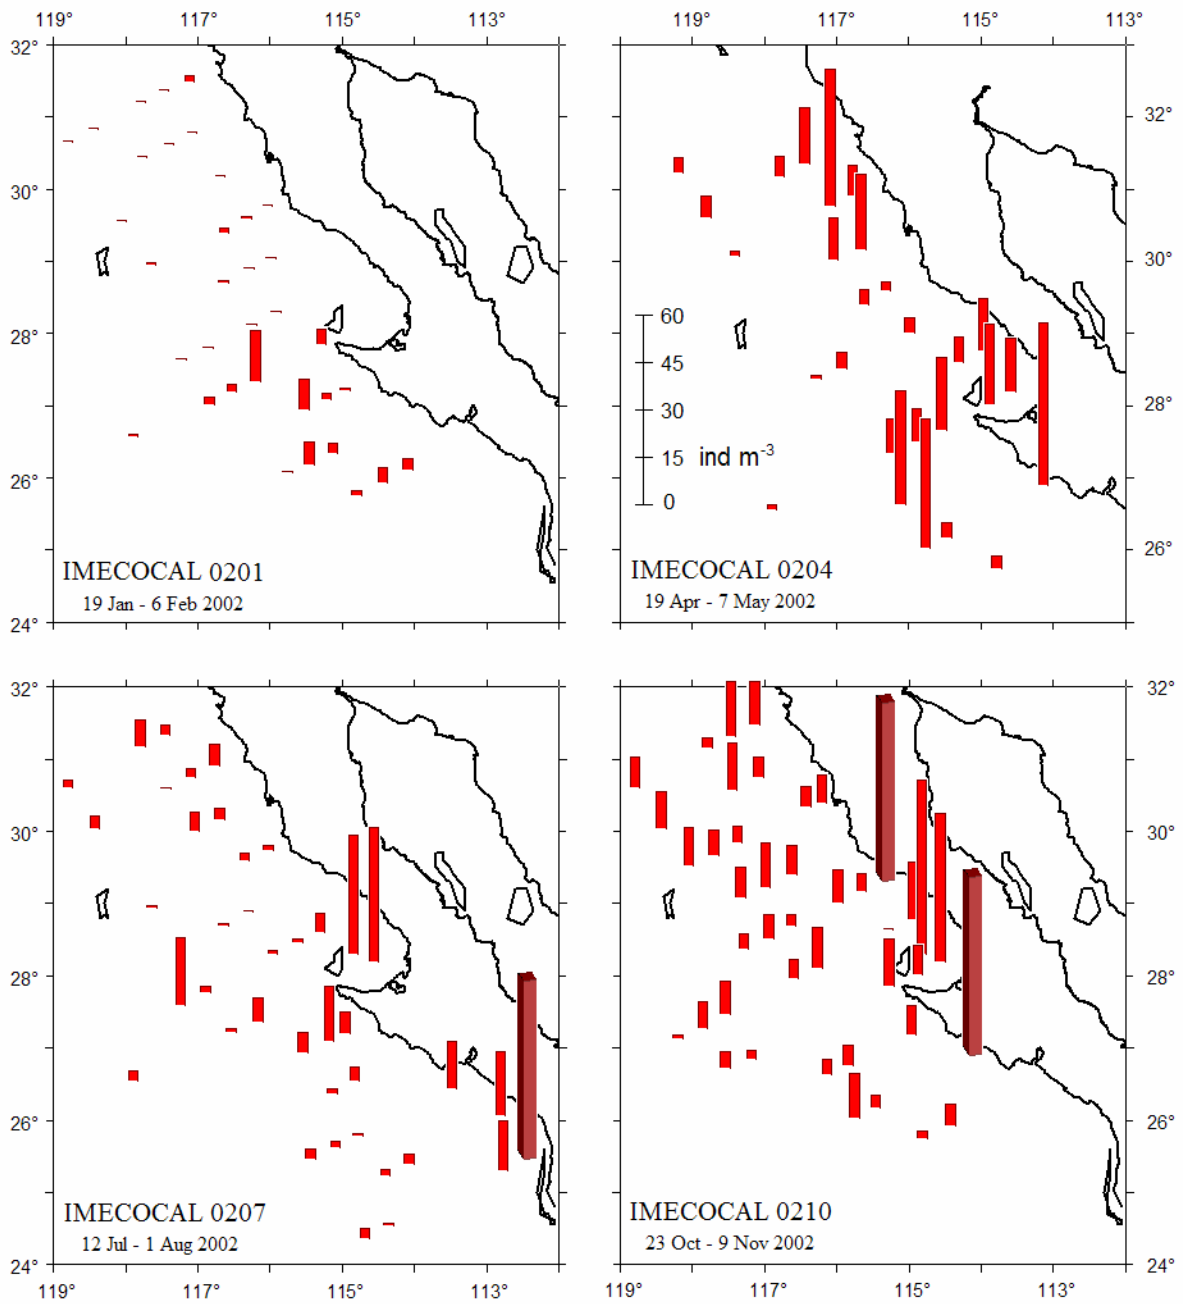 119° 117° 115° 113° 119° 117° 115° 113°
32°
32°
30°
30°
28°
60
45
28°
30
15 ind m-3
26°
0
26°
IMECOCAL 0201 IMECOCAL 0204
19 Jan - 6 Feb 2002 19 Apr - 7 May 2002
24°
32° 32°
30° 30°
28° 28°
26° 26°
IMECOCAL 0207 IMECOCAL 0210
12 Jul - 1 Aug 2002 23 Oct - 9 Nov 2002
24° 24°
119° 117° 115° 113° 119° 117° 115° 113°